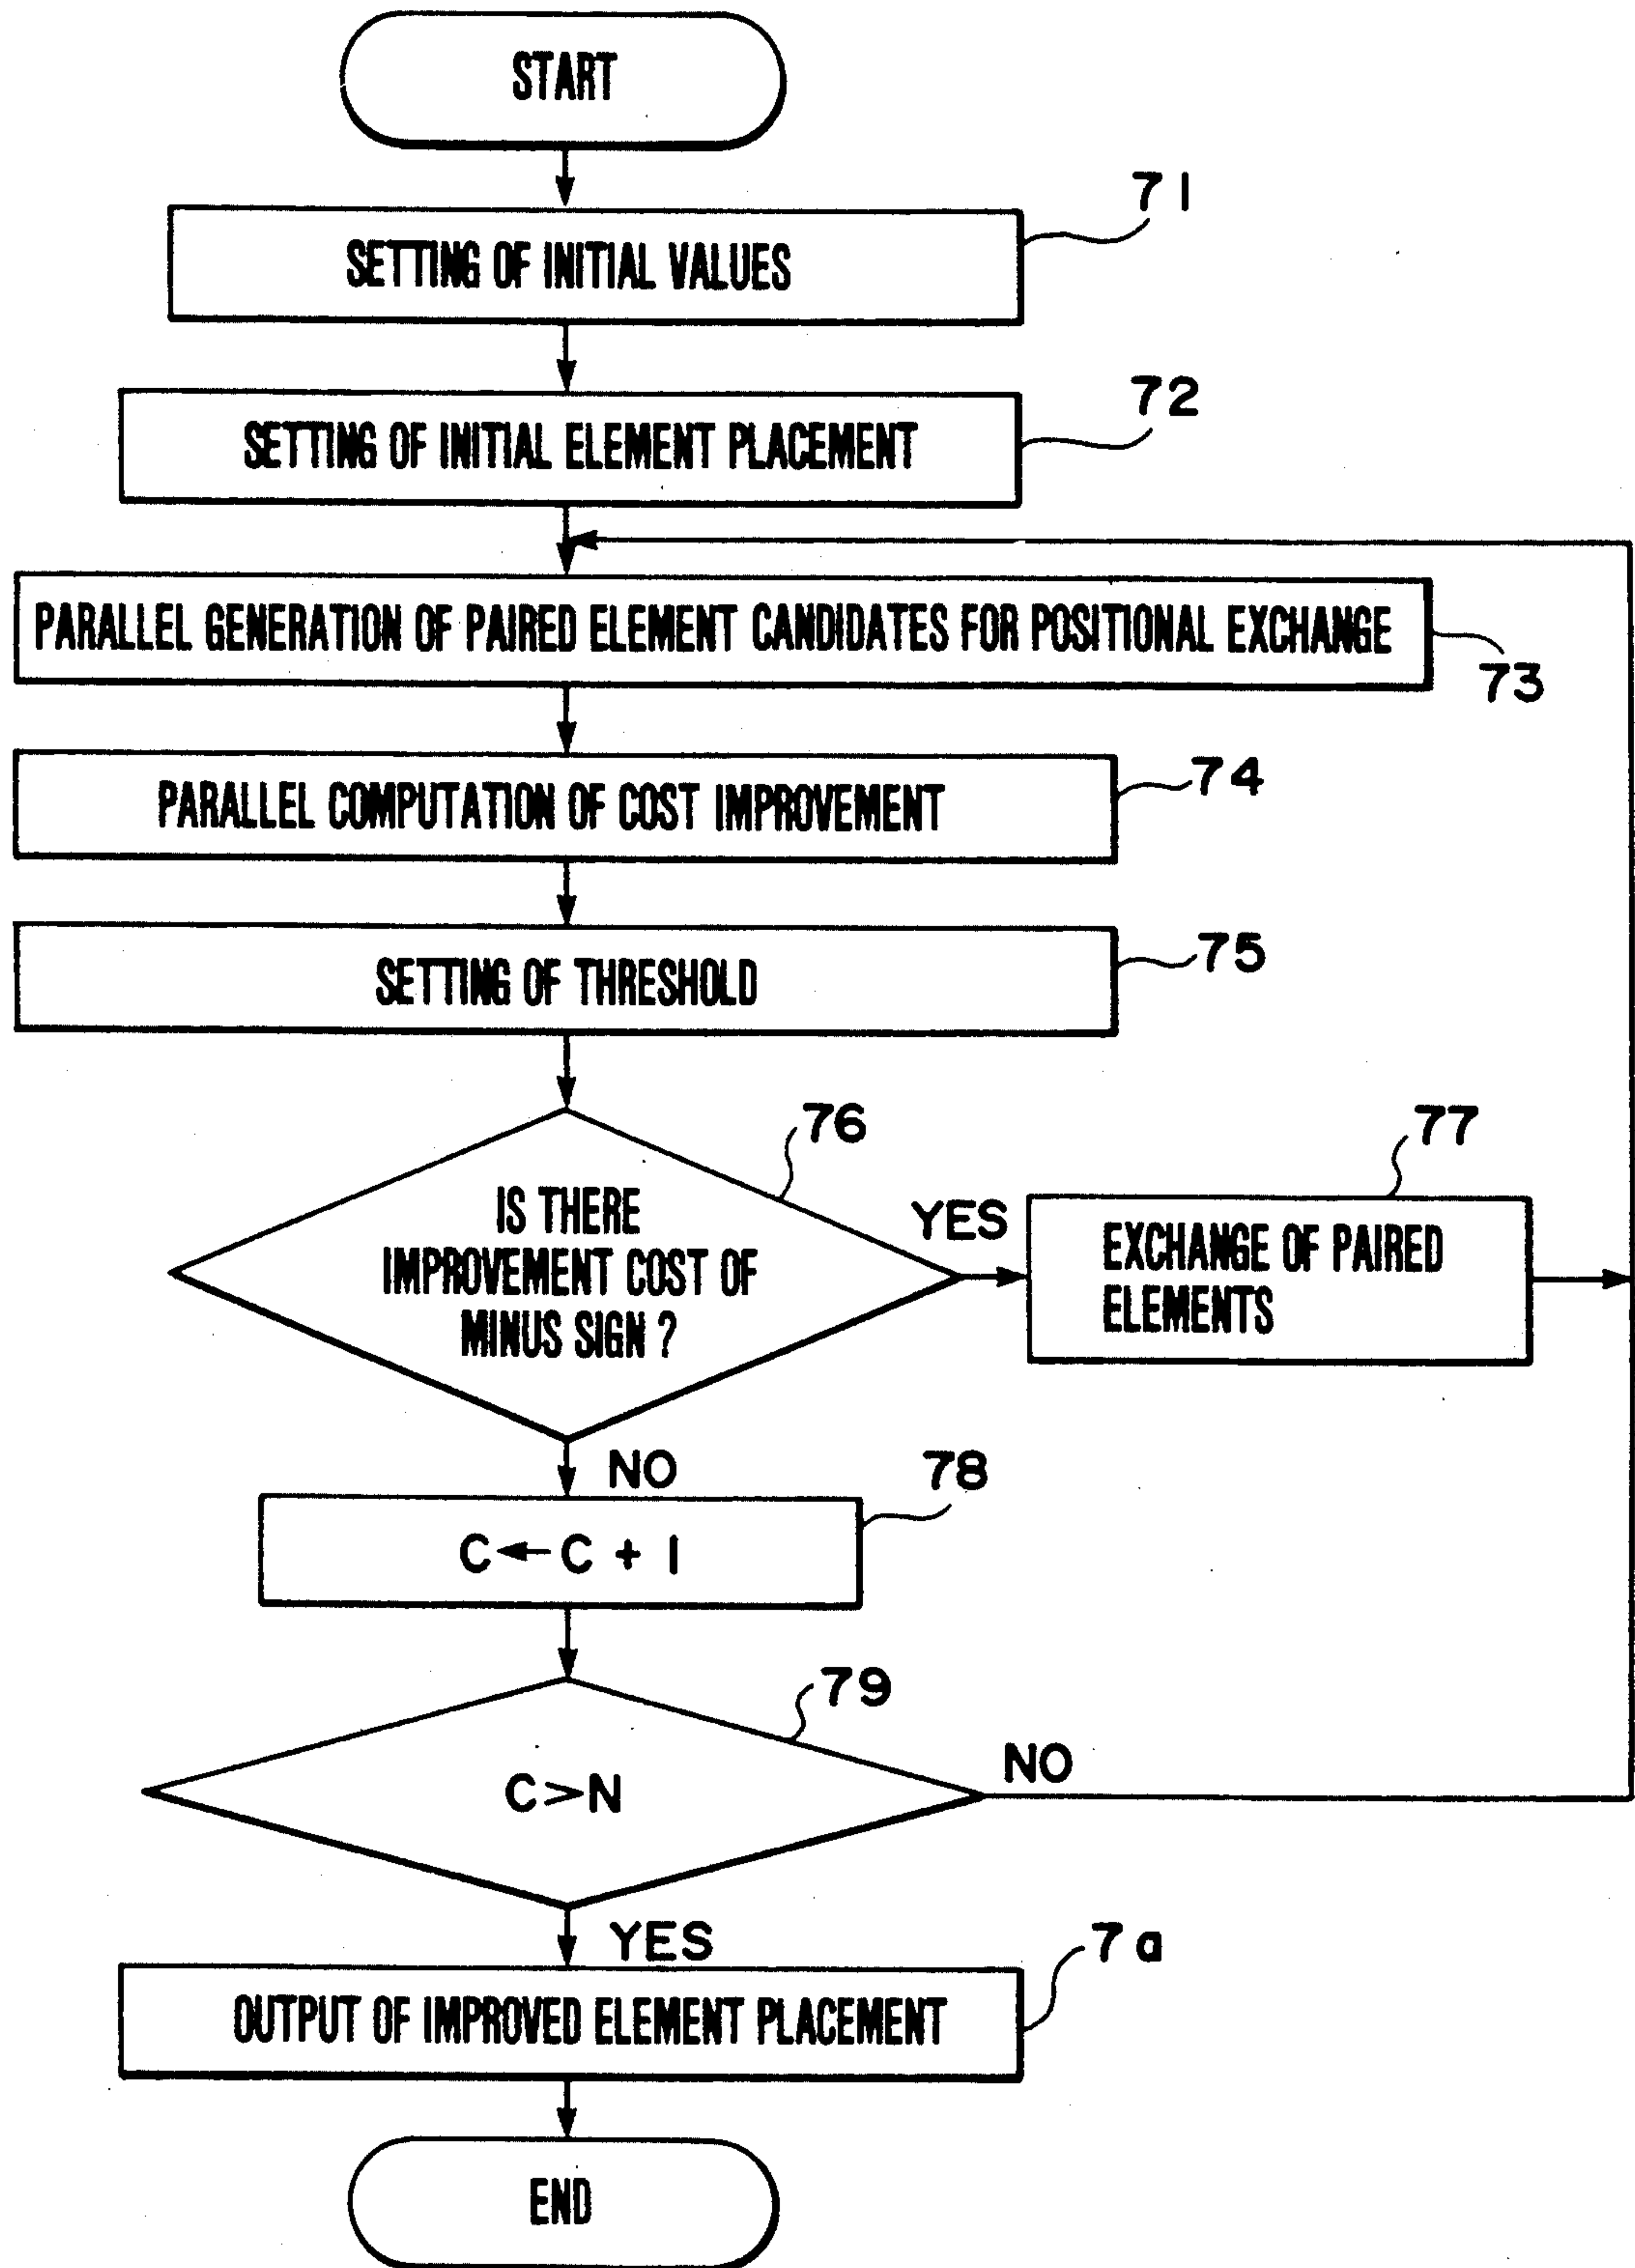 START
71
SETTING OF INITIAL VALUES
72
SETTING OF INITIAL ELEMENT PLACEMENT
PARALLEL GENERATION OF PAIRED ELEMENT CANDIDATES FOR POSITIONAL EXCHANGE
73
74
PARALLEL COMPUTATION OF COST IMPROVEMENT
75
SETTING OF THRESHOLD
76
77
IS THERE
IMPROVEMENT COST OF
MINUS SIGN ?
YES
EXCHANGE OF PAIRED
ELEMENTS
NO
78
C ← C + 1
79
C>N
NO
YES
7a
OUTPUT OF IMPROVED ELEMENT PLACEMENT
END